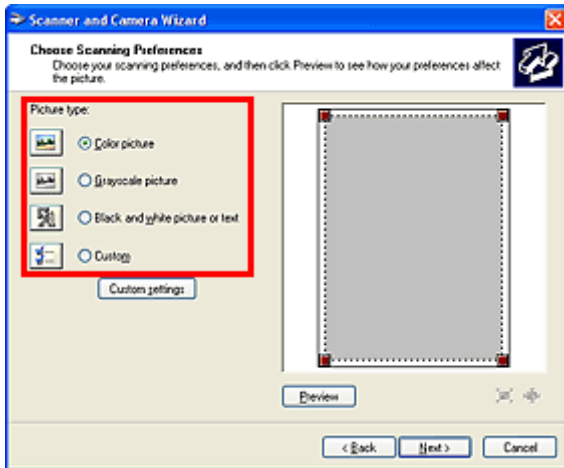 Scanner and Camera Wizard
Choose Scanning Preferences
Choose your scanning preferences, and then click Preview to see how your preferences affect
the picture.
Picture type:
Color picture
Grayscale picture
Black and white picture or text
Custom
Custom settings
Preview
< Back
Next >
Cancel